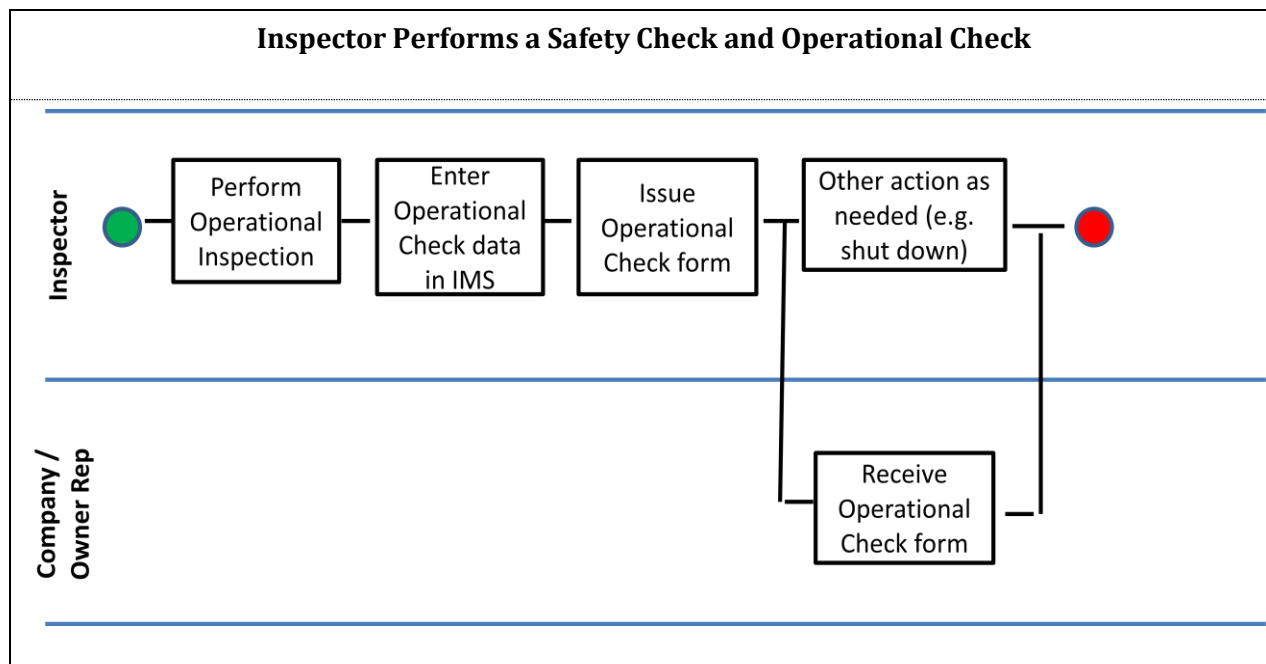 Inspector Performs a Safety Check and Operational Check
Inspector
Perform
Operational
Inspection
Enter
Operational
Check data
in IMS
Issue
Operational
Check form
Other action as
needed (e.g.
shut down)
Company /
Owner Rep
Receive
Operational
Check form